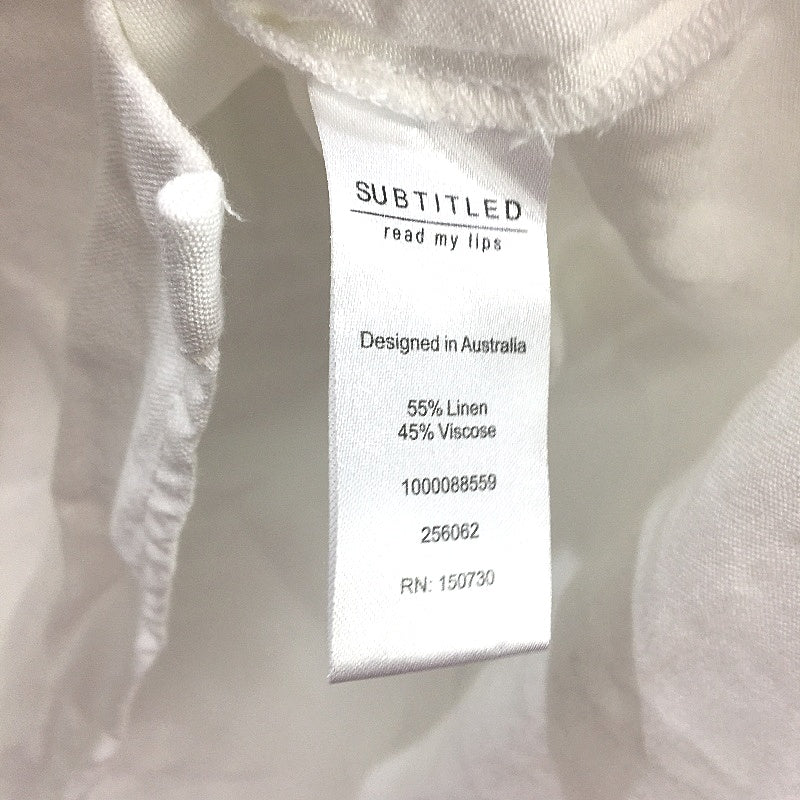 SUBTITLED
read my lips
Designed in Australia
55% Linen
45% Viscose
1000088559
256062
RN: 150730